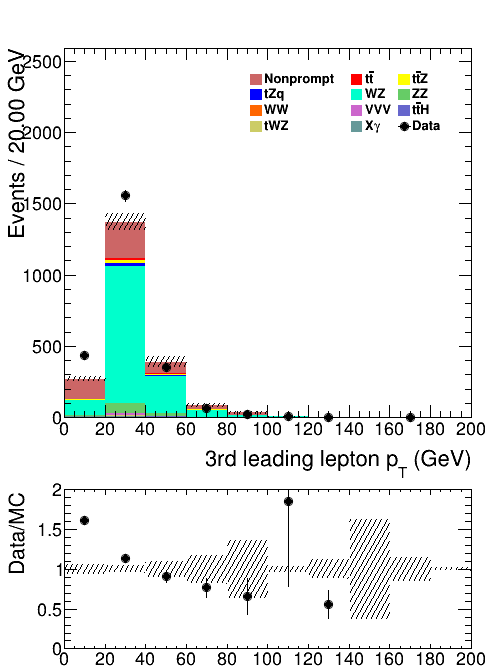 Events / 20.00 GeV
2500
2000
1500
1000
500
0
Nonprompt tt̄ tt̄Z
tZq WZ ZZ
WW VVV tt̄H
tWZ Xγ Data
0 20 40 60 80 100 120 140 160 180 200
3rd leading lepton p_T (GeV)
Data/MC
2
1.5
1
0.5
0
0 20 40 60 80 100 120 140 160 180 200